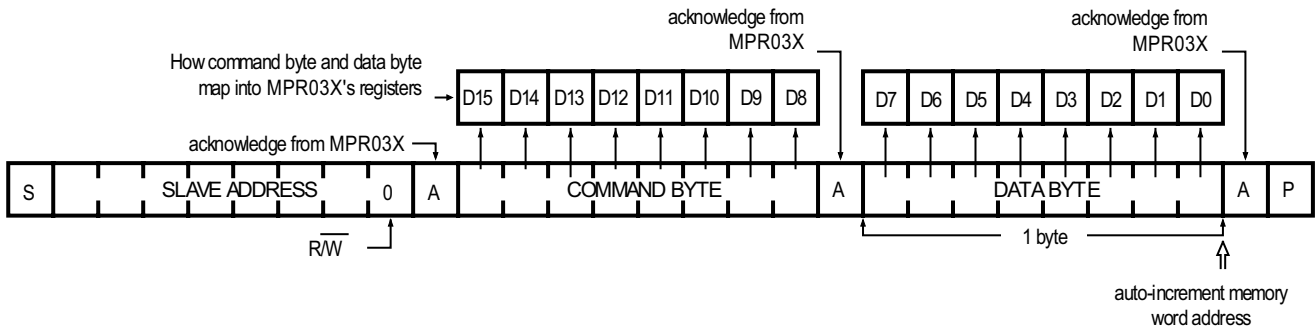 acknowledge from
MPR03X
acknowledge from
MPR03X
How command byte and data byte
map into MPR03X's registers
D15 D14 D13 D12 D11 D10 D9 D8
D7 D6 D5 D4 D3 D2 D1 D0
acknowledge from MPR03X
S SLAVE ADDRESS 0 A COMMAND BYTE A DATA BYTE A P
R/W
1 byte
auto-increment memory
word address